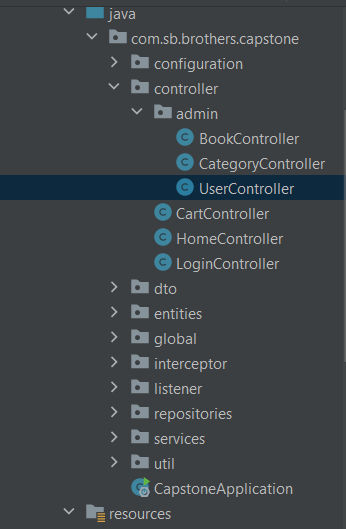 java
com.sb.brothers.capstone
configuration
controller
admin
BookController
CategoryController
UserController
CartController
HomeController
LoginController
dto
entities
global
interceptor
listener
repositories
services
util
CapstoneApplication
resources